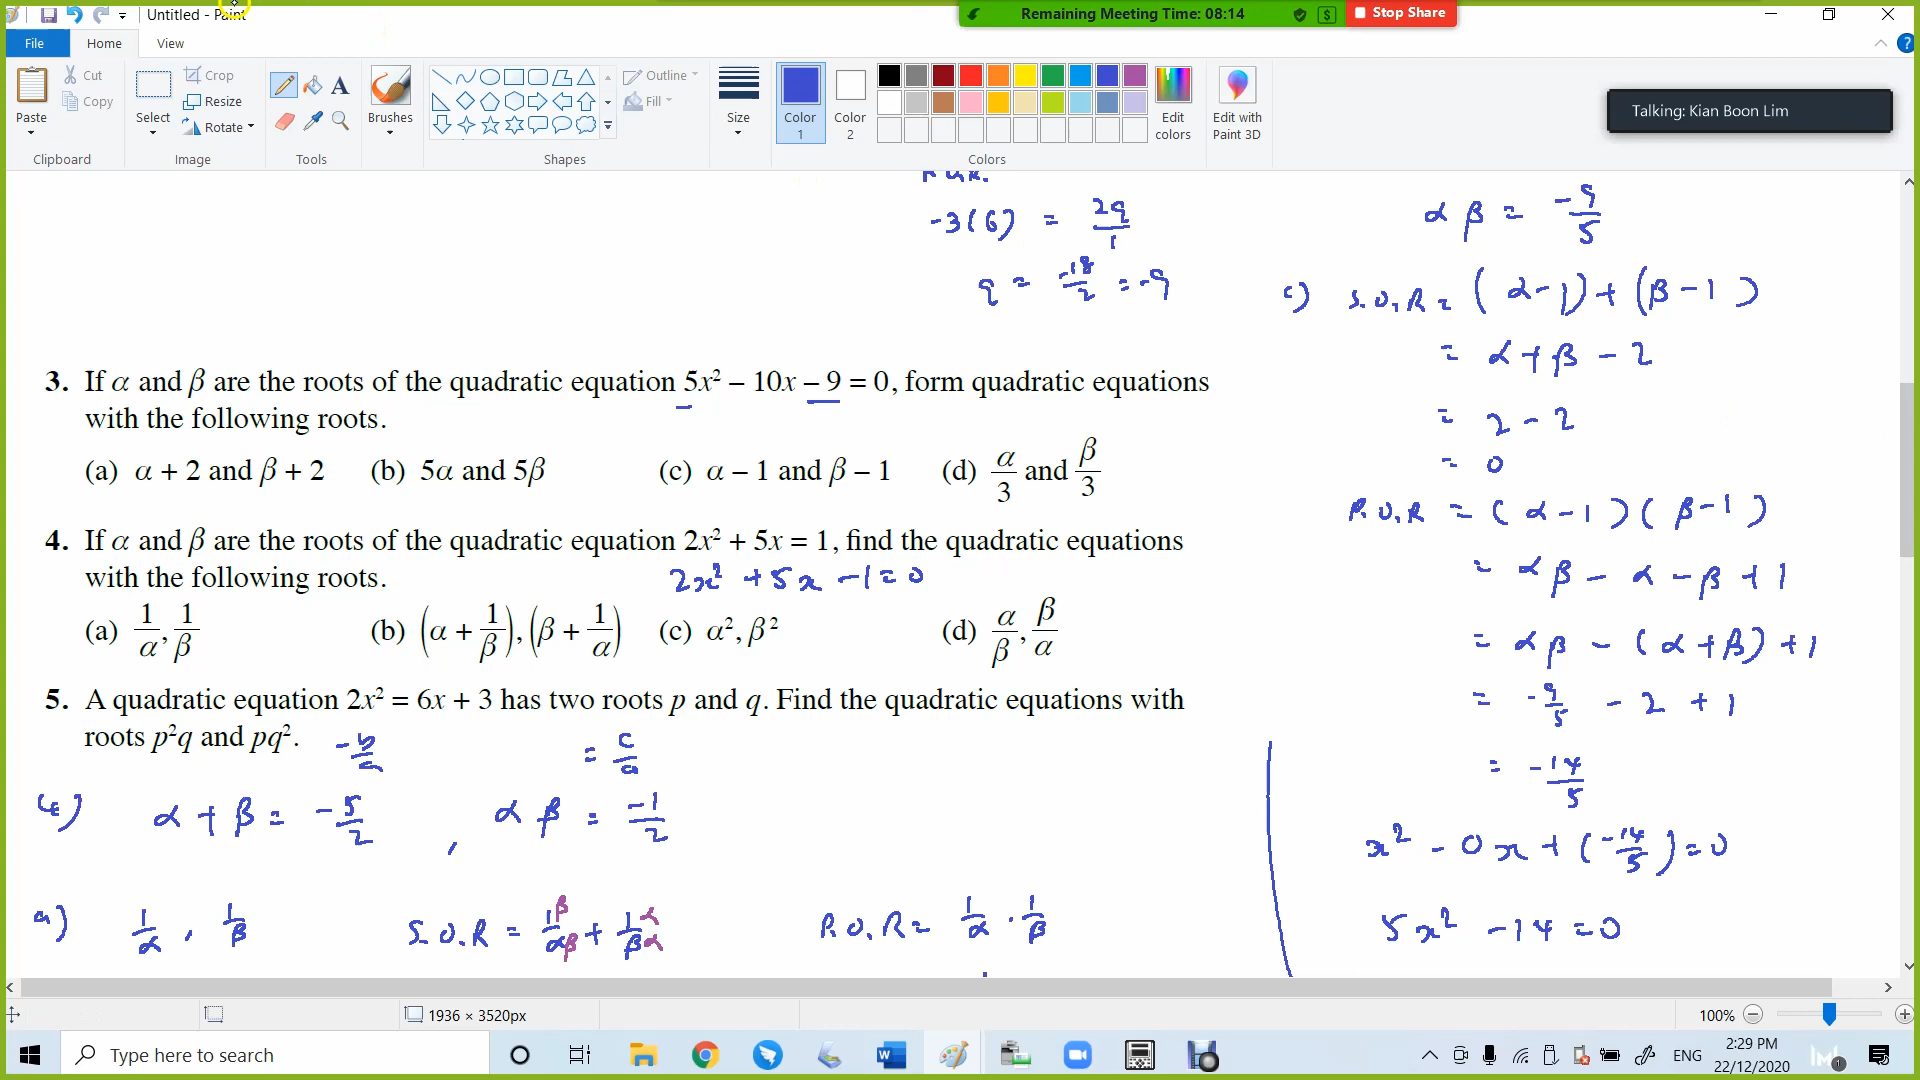 Untitled - Paint
Remaining Meeting Time: 08:14
Stop Share
File
Home
View
Paste
Cut
Copy
Clipboard
Select
Crop
Resize
Rotate
Image
Tools
Brushes
Shapes
Outline
Fill
Size
Color 1
Color 2
Colors
Edit colors
Edit with Paint 3D
Talking: Kian Boon Lim
-3(6) = 2q/1
q = -18/2 = -9
3. If α and β are the roots of the quadratic equation 5x² – 10x – 9 = 0, form quadratic equations
with the following roots.
(a) α + 2 and β + 2 (b) 5α and 5β (c) α – 1 and β – 1 (d) α/3 and β/3
4. If α and β are the roots of the quadratic equation 2x² + 5x = 1, find the quadratic equations
with the following roots.
2x² + 5x - 1 = 0
(a) 1/α, 1/β (b) (α + 1/β), (β + 1/α) (c) α², β² (d) α/β, β/α
5. A quadratic equation 2x² = 6x + 3 has two roots p and q. Find the quadratic equations with
roots p²q and pq².
-b/a = c/a
4) α + β = -5/2 , αβ = -1/2
a) 1/α , 1/β S.O.R = 1β/αβ + 1α/βα P.O.R = 1/α · 1/β
αβ = -9/5
c) S.O.R = (α-1) + (β-1)
= α + β - 2
= 2 - 2
= 0
P.O.R = (α-1)(β-1)
= αβ - α - β + 1
= αβ - (α+β) + 1
= -9/5 - 2 + 1
= -14/5
x² - 0x + (-14/5) = 0
5x² - 14 = 0
1936 × 3520px
100%
Type here to search
ENG
2:29 PM
22/12/2020
1